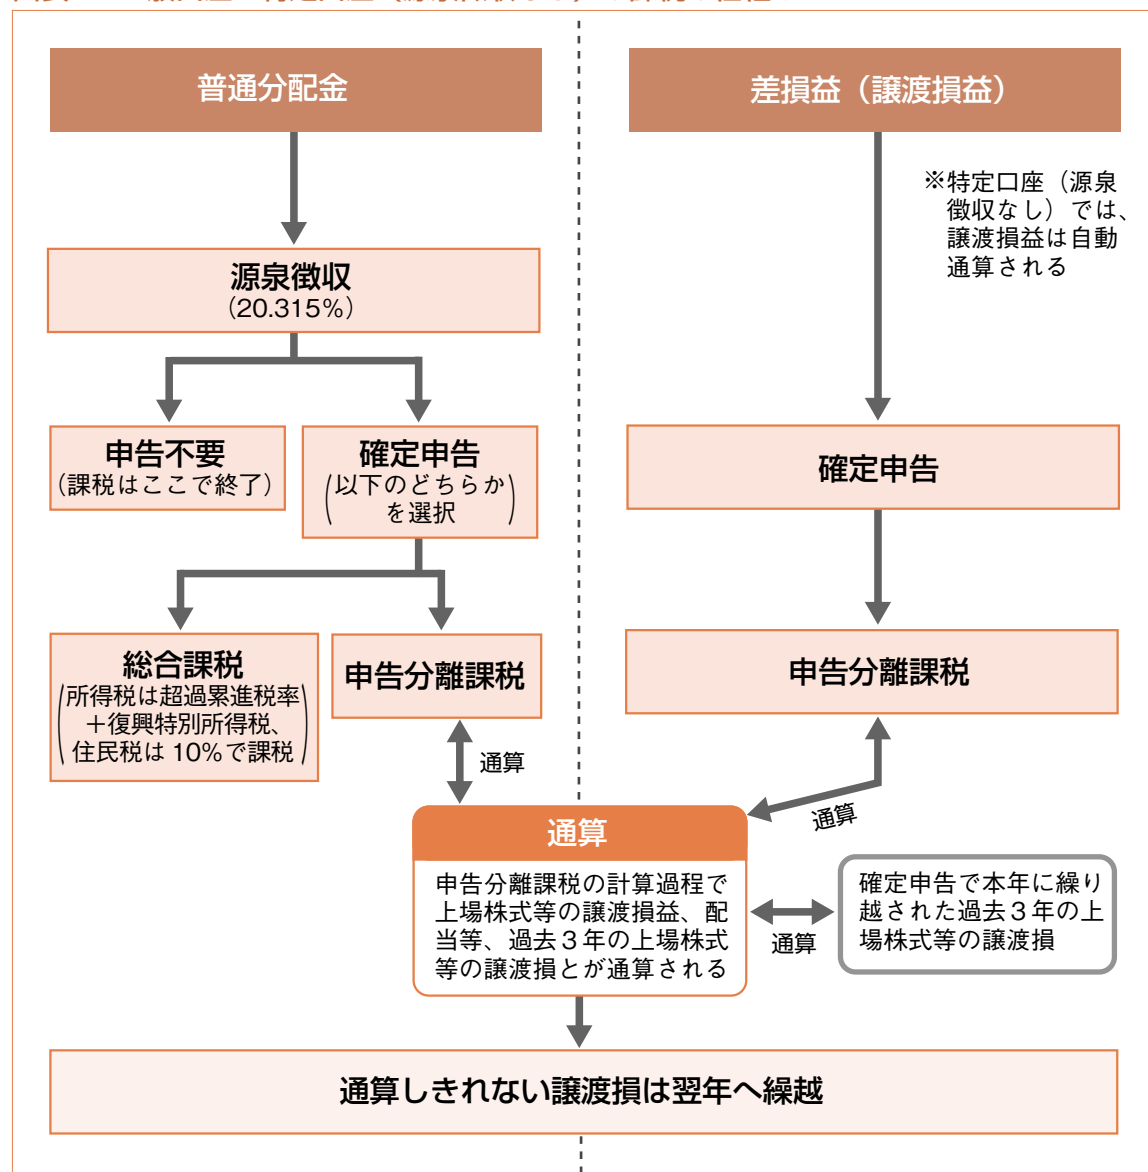 普通分配金
差損益（譲渡損益）
※特定口座（源泉
徴収なし）では、
譲渡損益は自動
通算される
源泉徴収
（20.315%）
申告不要
（課税はここで終了）
確定申告
（以下のどちらか
を選択）
確定申告
総合課税
（所得税は超過累進税率
＋復興特別所得税、
住民税は 10%で課税）
申告分離課税
申告分離課税
通算
通算
通算
申告分離課税の計算過程で
上場株式等の譲渡損益、配
当等、過去３年の上場株式
等の譲渡損とが通算される
通算
確定申告で本年に繰り
越された過去３年の上
場株式等の譲渡損
通算しきれない譲渡損は翌年へ繰越